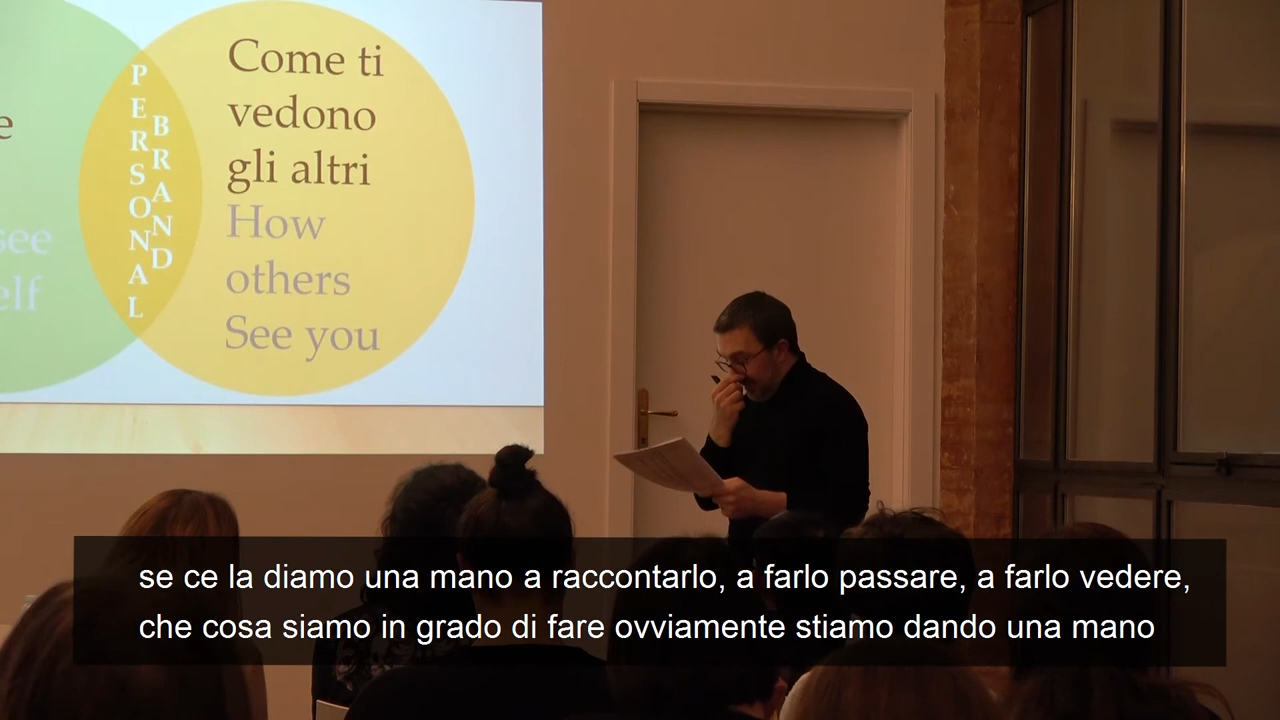 e
see
elf
PERSONAL
BRAND
Come ti
vedono
gli altri
How
others
See you
se ce la diamo una mano a raccontarlo, a farlo passare, a farlo vedere,
che cosa siamo in grado di fare ovviamente stiamo dando una mano